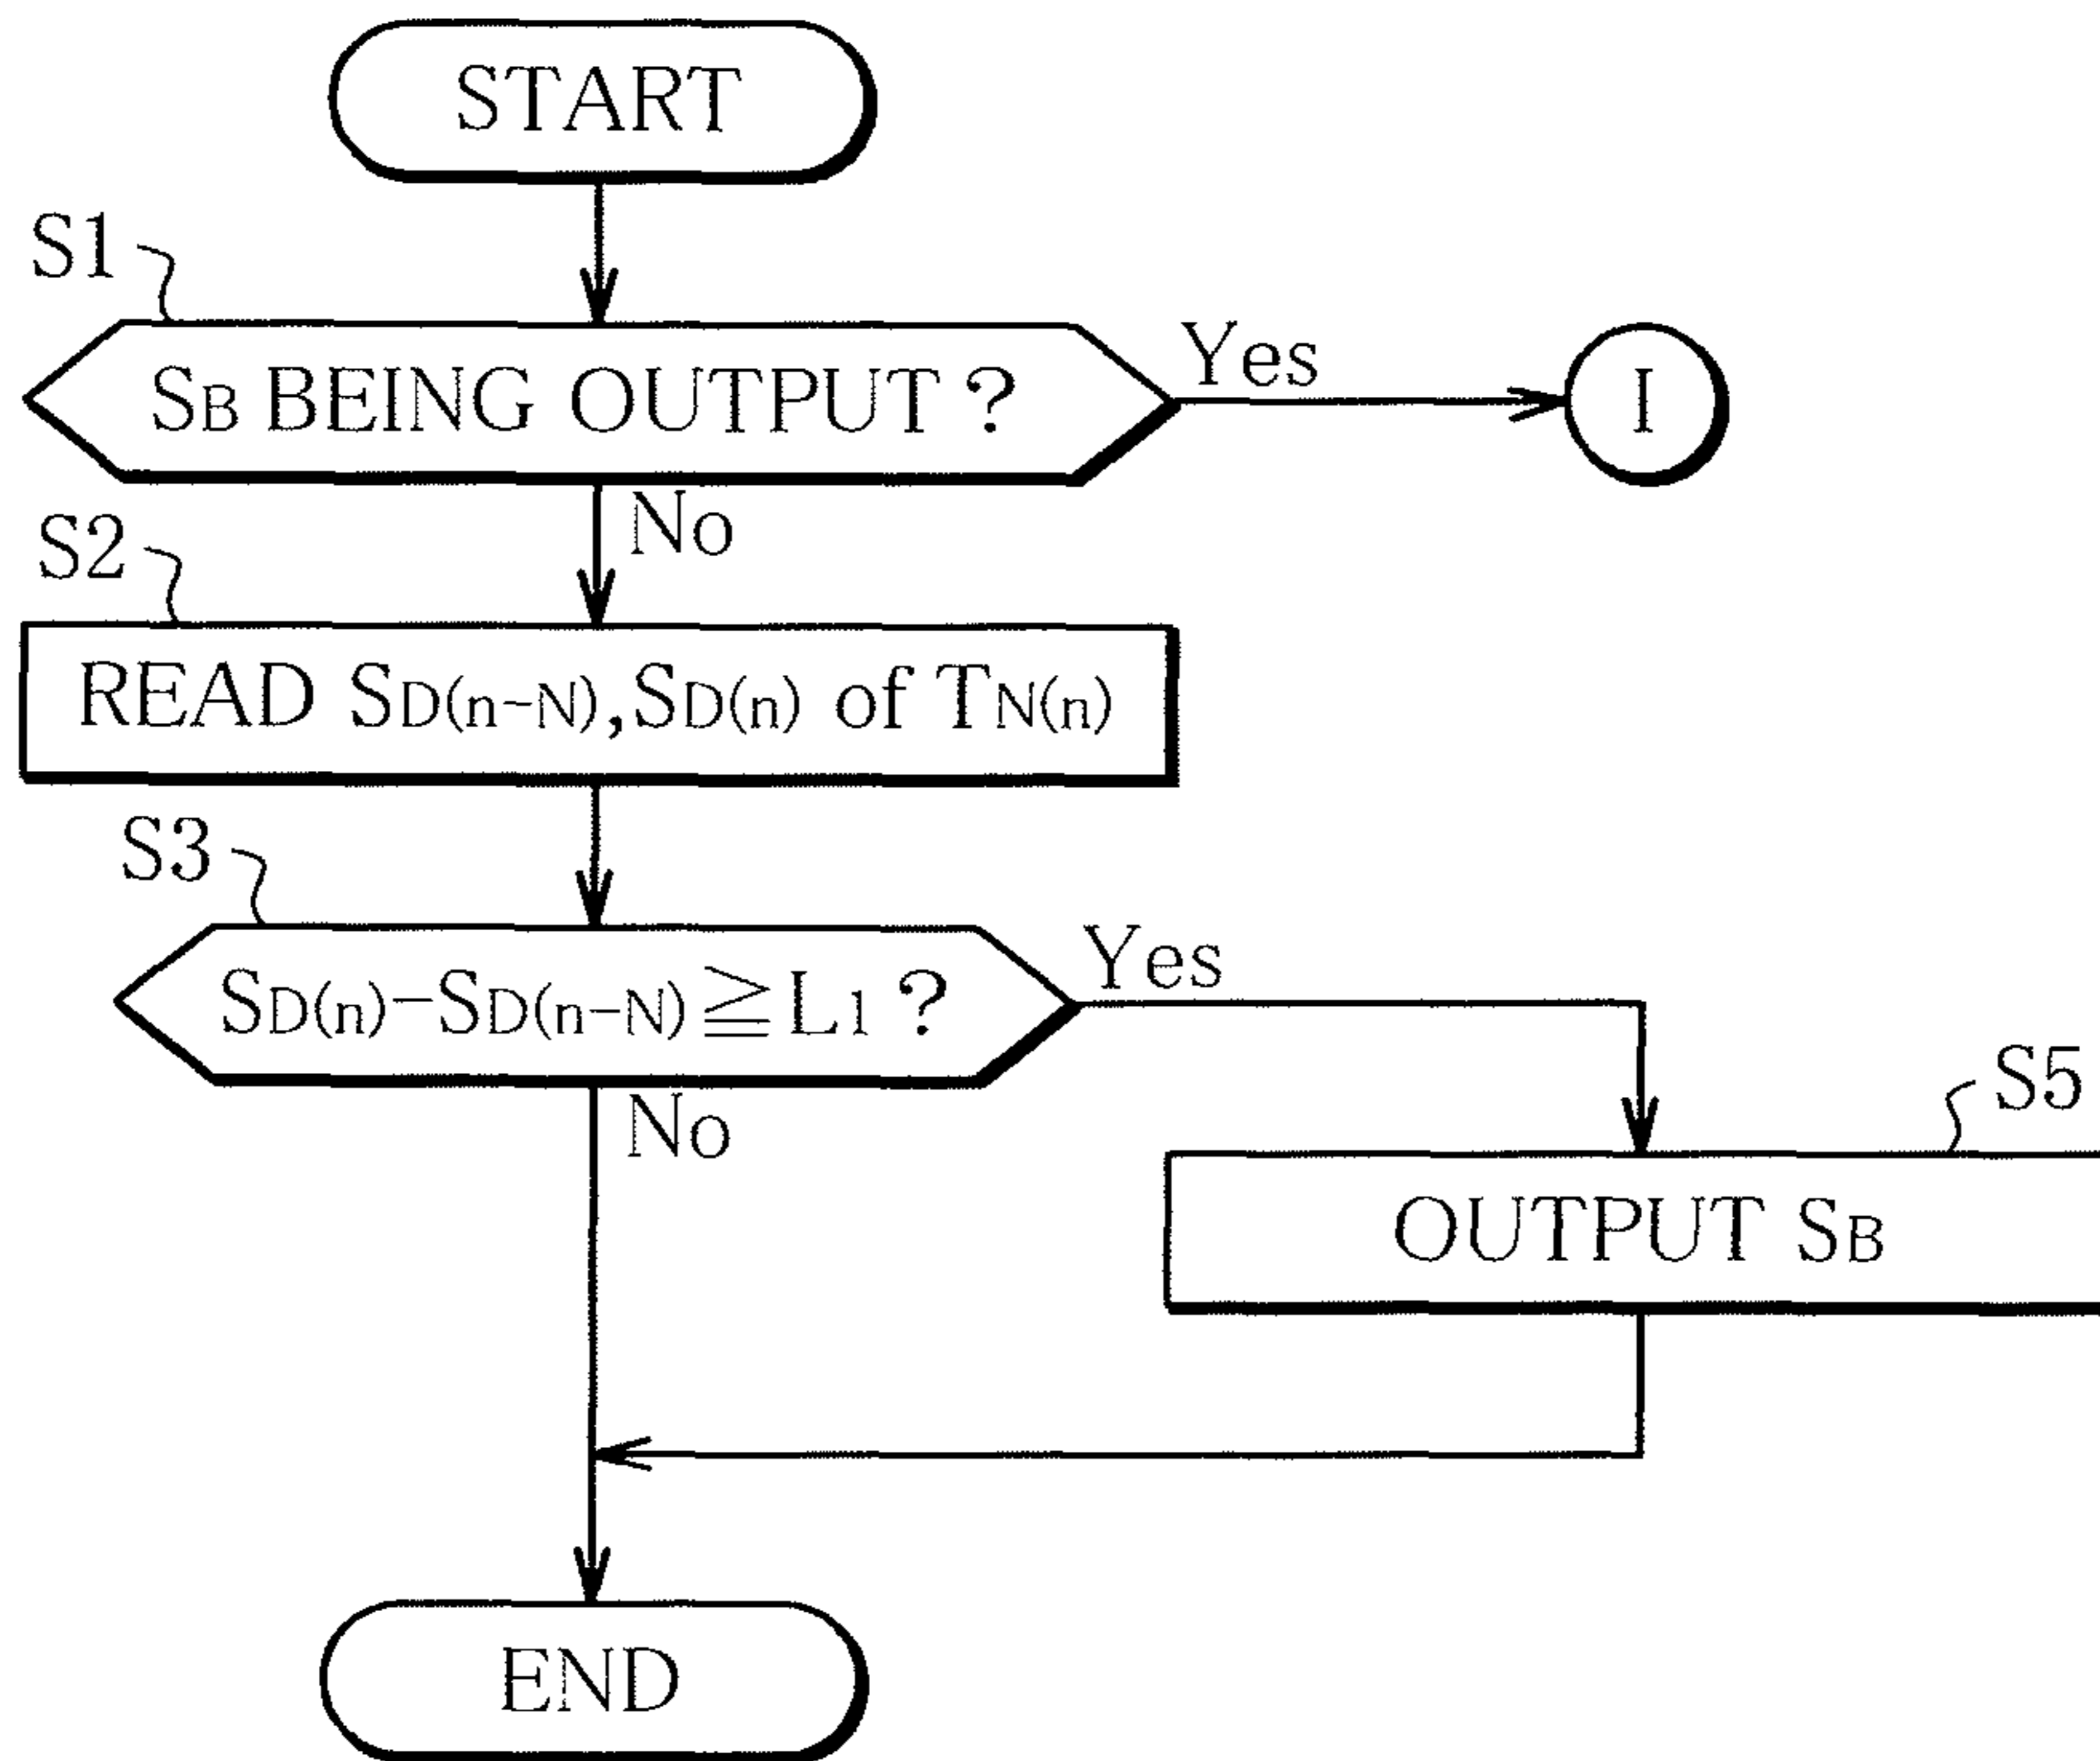 START
S1
SB BEING OUTPUT ?
Yes
I
No
S2
READ SD(n-N),SD(n) of TN(n)
S3
SD(n)-SD(n-N)≧L1 ?
Yes
No
S5
OUTPUT SB
END